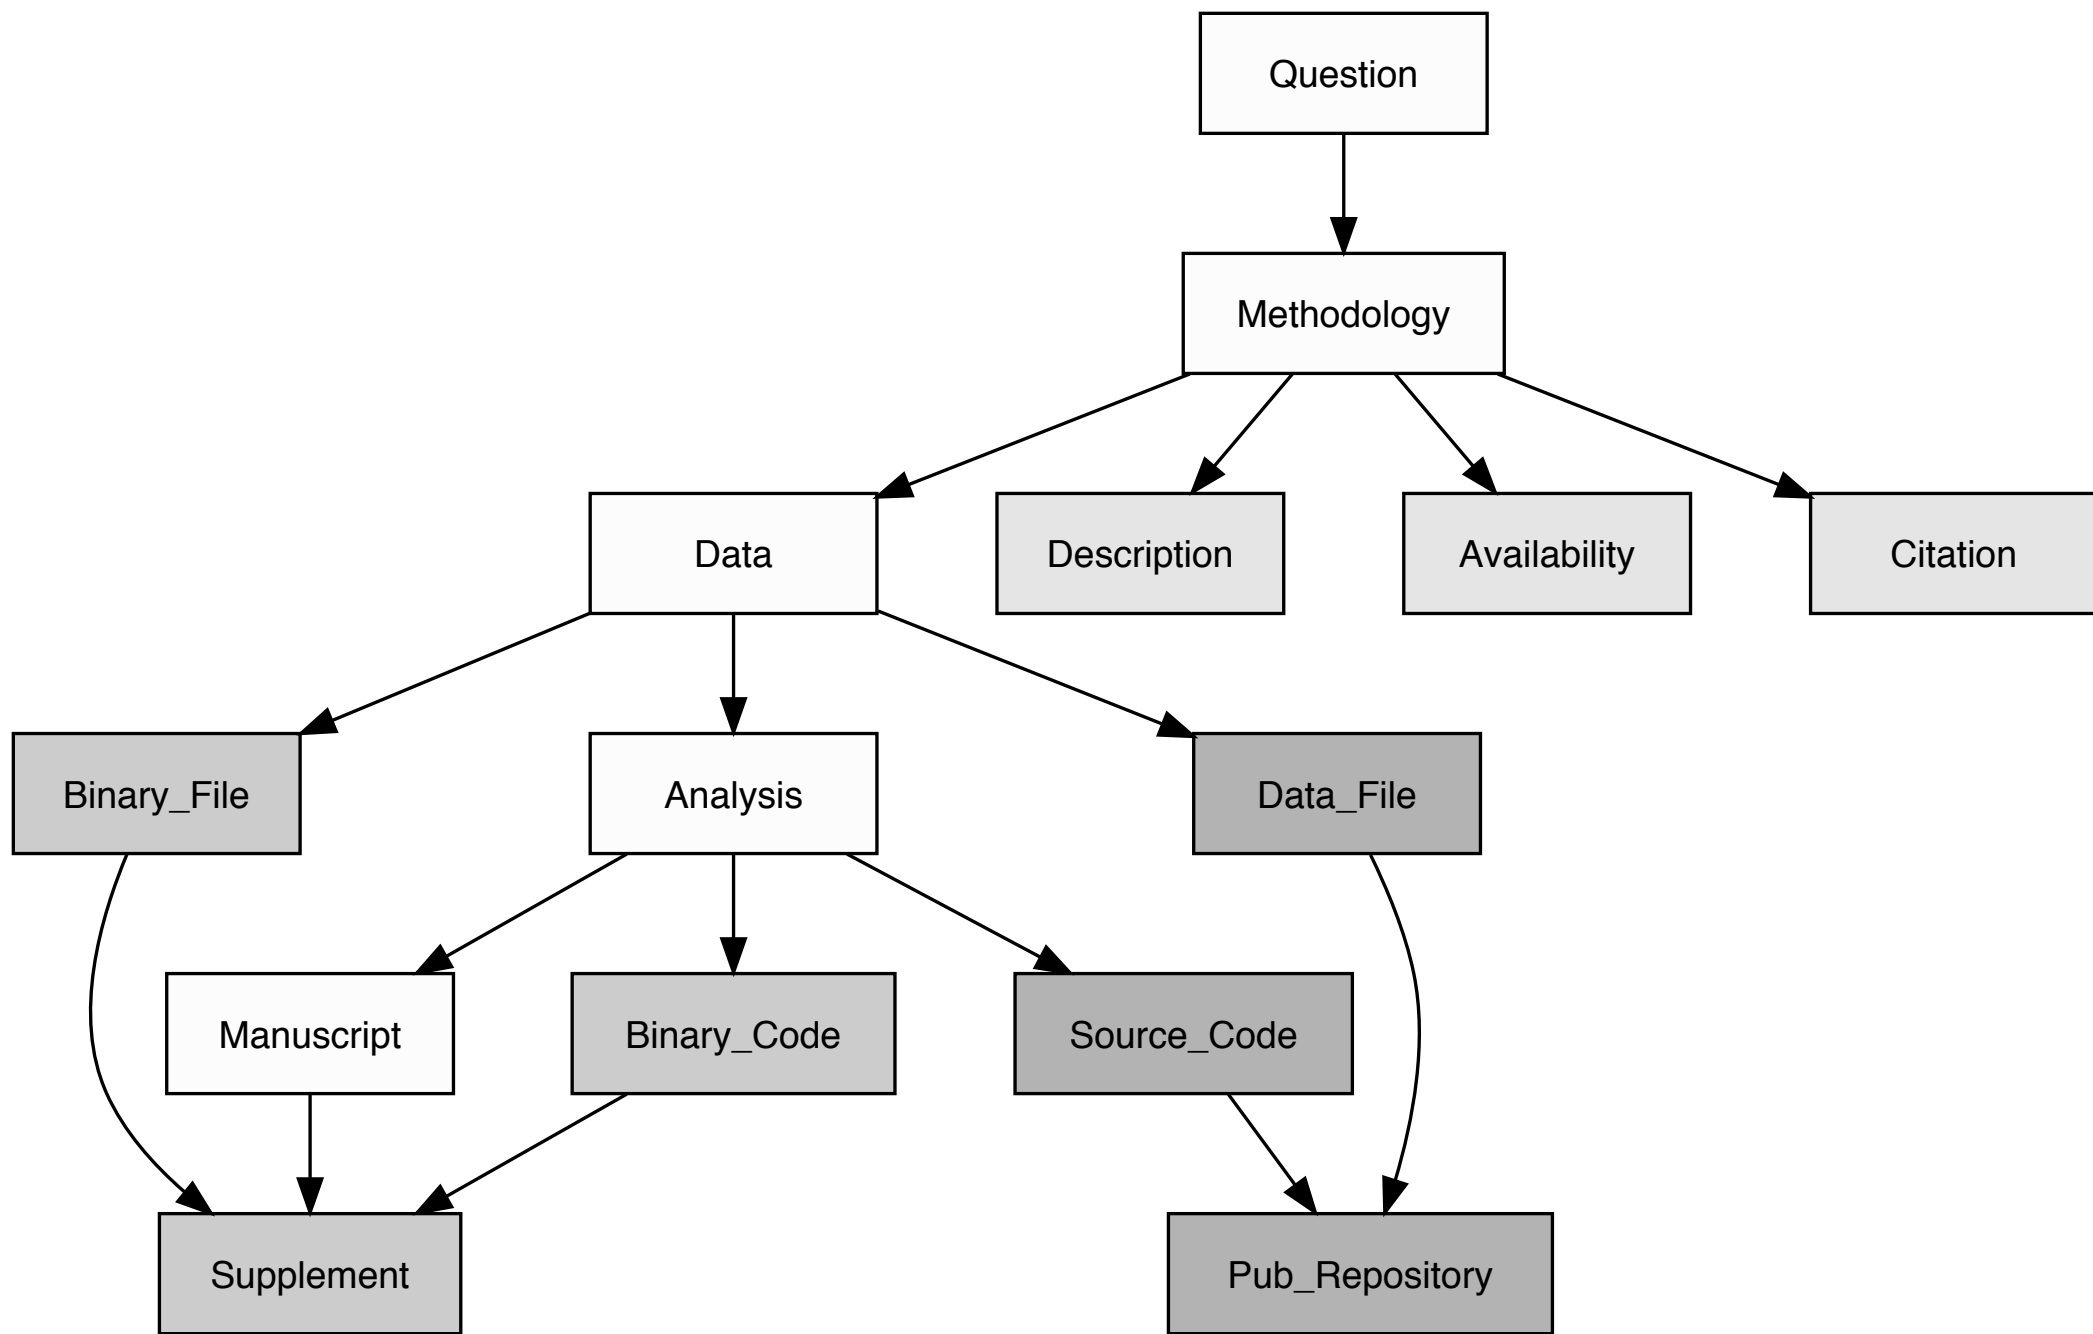 Question
Methodology
Data
Description
Availability
Citation
Binary_File
Analysis
Data_File
Manuscript
Binary_Code
Source_Code
Supplement
Pub_Repository